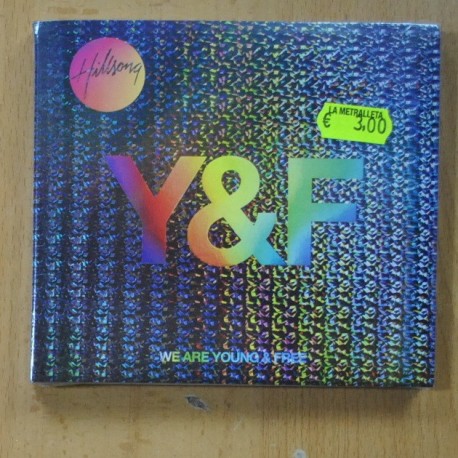 Hillsong
LA METRALLETA
€ 3,00
Y&F
WE ARE YOUNG & FREE